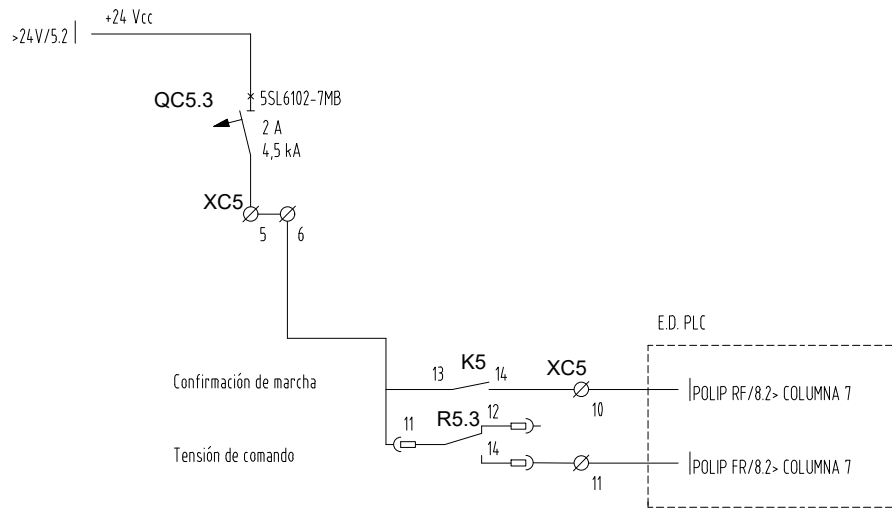 +24 Vcc
>24V/5.2
QC5.3
5SL6102-7MB
2 A
4,5 kA
XC5
5
6
E.D. PLC
Confirmación de marcha
13
K5
14
XC5
10
POLIP RF/8.2> COLUMNA 7
11
R5.3
12
Tensión de comando
14
11
POLIP FR/8.2> COLUMNA 7